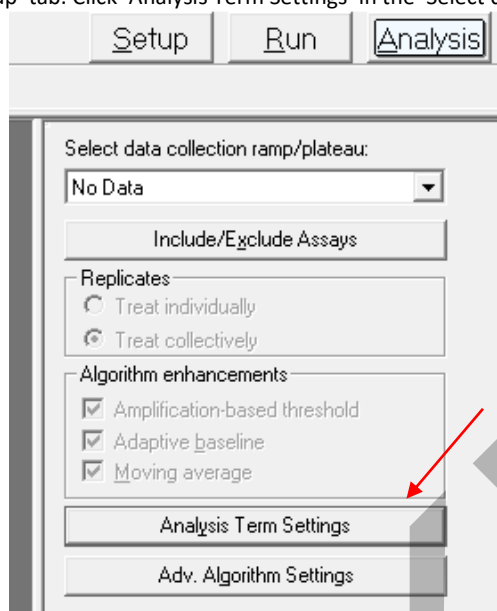 up tab. Click Analysis Term Settings in the Select d
Setup Run Analysis
Select data collection ramp/plateau:
No Data
Include/Exclude Assays
Replicates
Treat individually
Treat collectively
Algorithm enhancements
Amplification-based threshold
Adaptive baseline
Moving average
Analysis Term Settings
Adv. Algorithm Settings